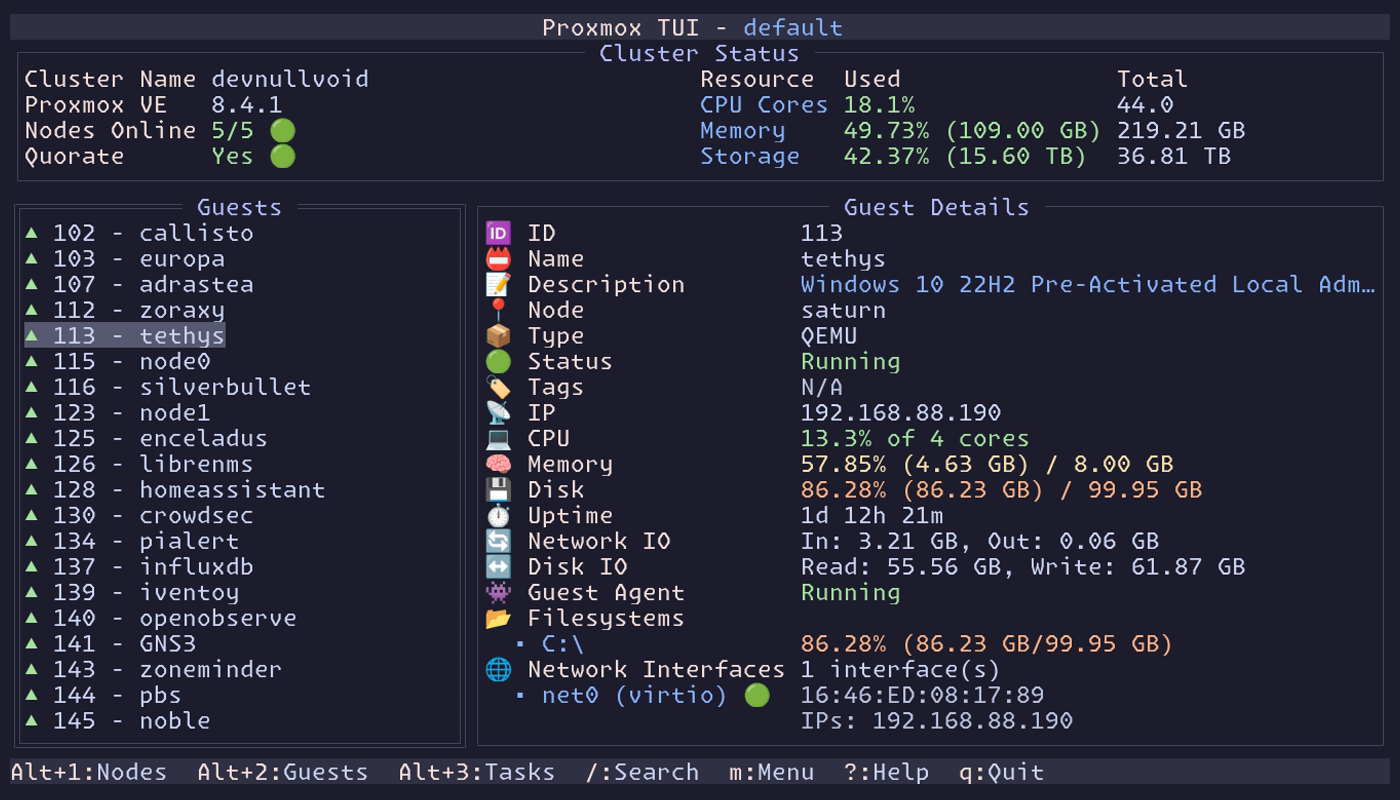 Proxmox TUI - default
Cluster Status
Cluster Name devnullvoid
Proxmox VE 8.4.1
Nodes Online 5/5
Quorate Yes
Resource Used Total
CPU Cores 18.1% 44.0
Memory 49.73% (109.00 GB) 219.21 GB
Storage 42.37% (15.60 TB) 36.81 TB
Guests
102 - callisto
103 - europa
107 - adrastea
112 - zoraxy
113 - tethys
115 - node0
116 - silverbullet
123 - node1
125 - enceladus
126 - librenms
128 - homeassistant
130 - crowdsec
134 - pialert
137 - influxdb
139 - iventoy
140 - openobserve
141 - GNS3
143 - zoneminder
144 - pbs
145 - noble
Guest Details
🆔 ID 113
Name tethys
Description Windows 10 22H2 Pre-Activated Local Adm…
Node saturn
Type QEMU
Status Running
Tags N/A
IP 192.168.88.190
CPU 13.3% of 4 cores
Memory 57.85% (4.63 GB) / 8.00 GB
Disk 86.28% (86.23 GB) / 99.95 GB
Uptime 1d 12h 21m
Network IO In: 3.21 GB, Out: 0.06 GB
Disk IO Read: 55.56 GB, Write: 61.87 GB
Guest Agent Running
Filesystems
▪ C:\ 86.28% (86.23 GB/99.95 GB)
Network Interfaces 1 interface(s)
▪ net0 (virtio) 16:46:ED:08:17:89
IPs: 192.168.88.190
Alt+1:Nodes Alt+2:Guests Alt+3:Tasks /:Search m:Menu ?:Help q:Quit